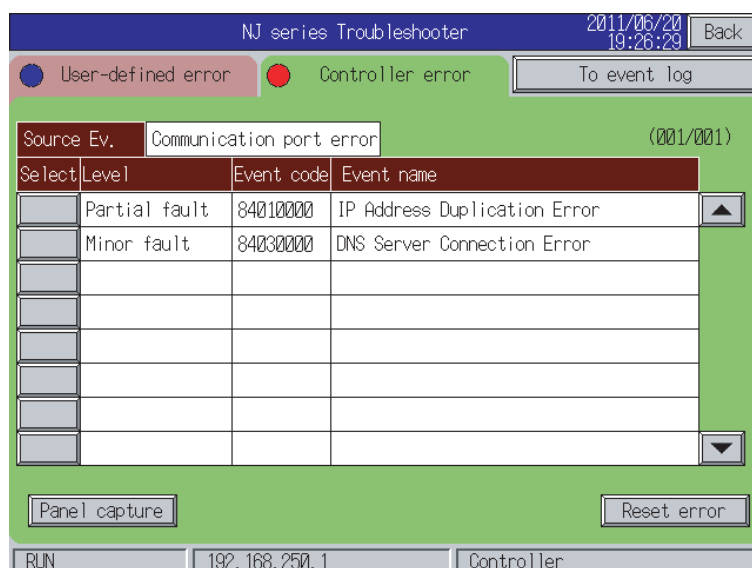 NJ series Troubleshooter
2011/06/20
19:26:29
Back
User-defined error
Controller error
To event log
Source Ev. Communication port error (001/001)
Select Level Event code Event name
Partial fault 84010000 IP Address Duplication Error
Minor fault 84030000 DNS Server Connection Error
Panel capture
Reset error
RUN 192.168.250.1 Controller